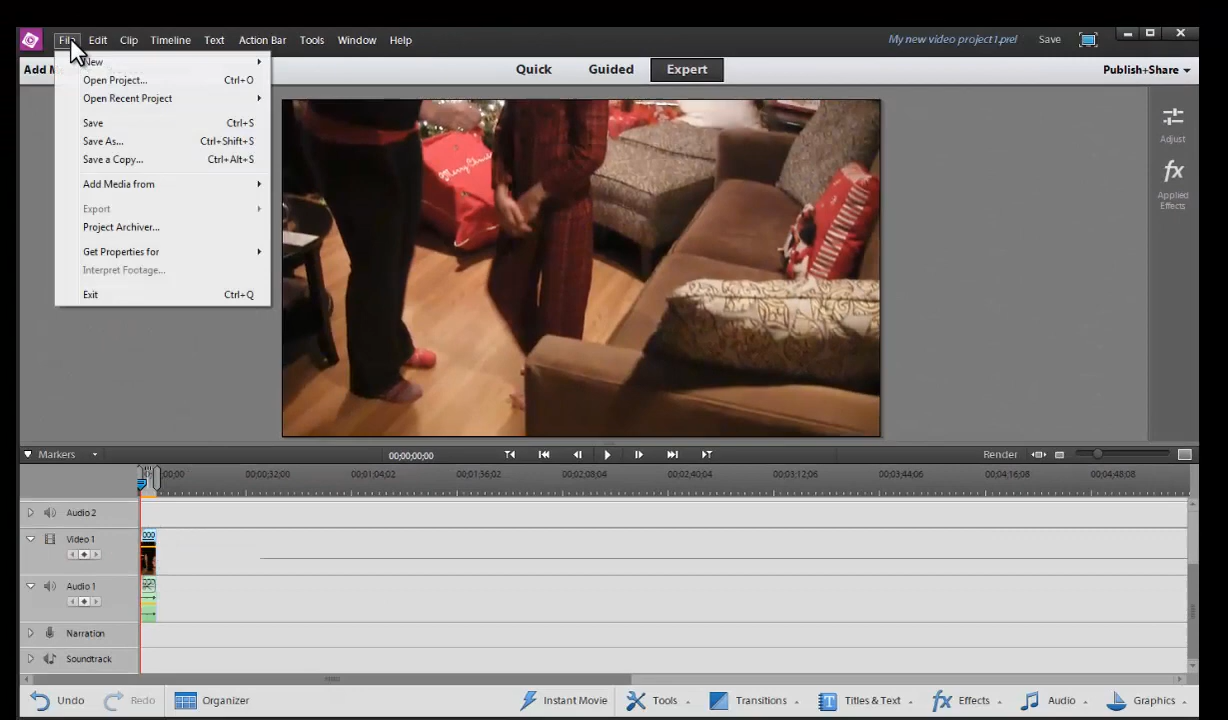 File Edit Clip Timeline Text Action Bar Tools Window Help My new video project1.prel Save
Add Quick Guided Expert Publish+Share
New
Open Project... Ctrl+O
Open Recent Project
Save Ctrl+S
Save As... Ctrl+Shift+S
Save a Copy... Ctrl+Alt+S
Add Media from
Export
Project Archiver...
Get Properties for
Interpret Footage...
Exit Ctrl+Q
Merry
Adjust
fx
Applied
Effects
Markers 00;00;00;00 Render
00;00 00;00;32;00 00;01;04;02 00;01;36;02 00;02;08;04 00;02;40;04 00;03;12;06 00;03;44;06 00;04;16;08 00;04;48;08
Audio 2
Video 1
Audio 1
Narration
Soundtrack
Undo Redo Organizer Instant Movie Tools Transitions T Titles & Text fx Effects Audio Graphics